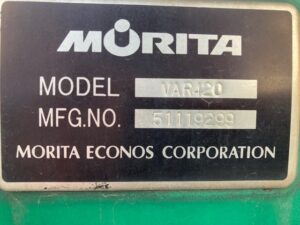 MORITA
MODEL VAR420
MFG.NO. 51119299
MORITA ECONOS CORPORATION